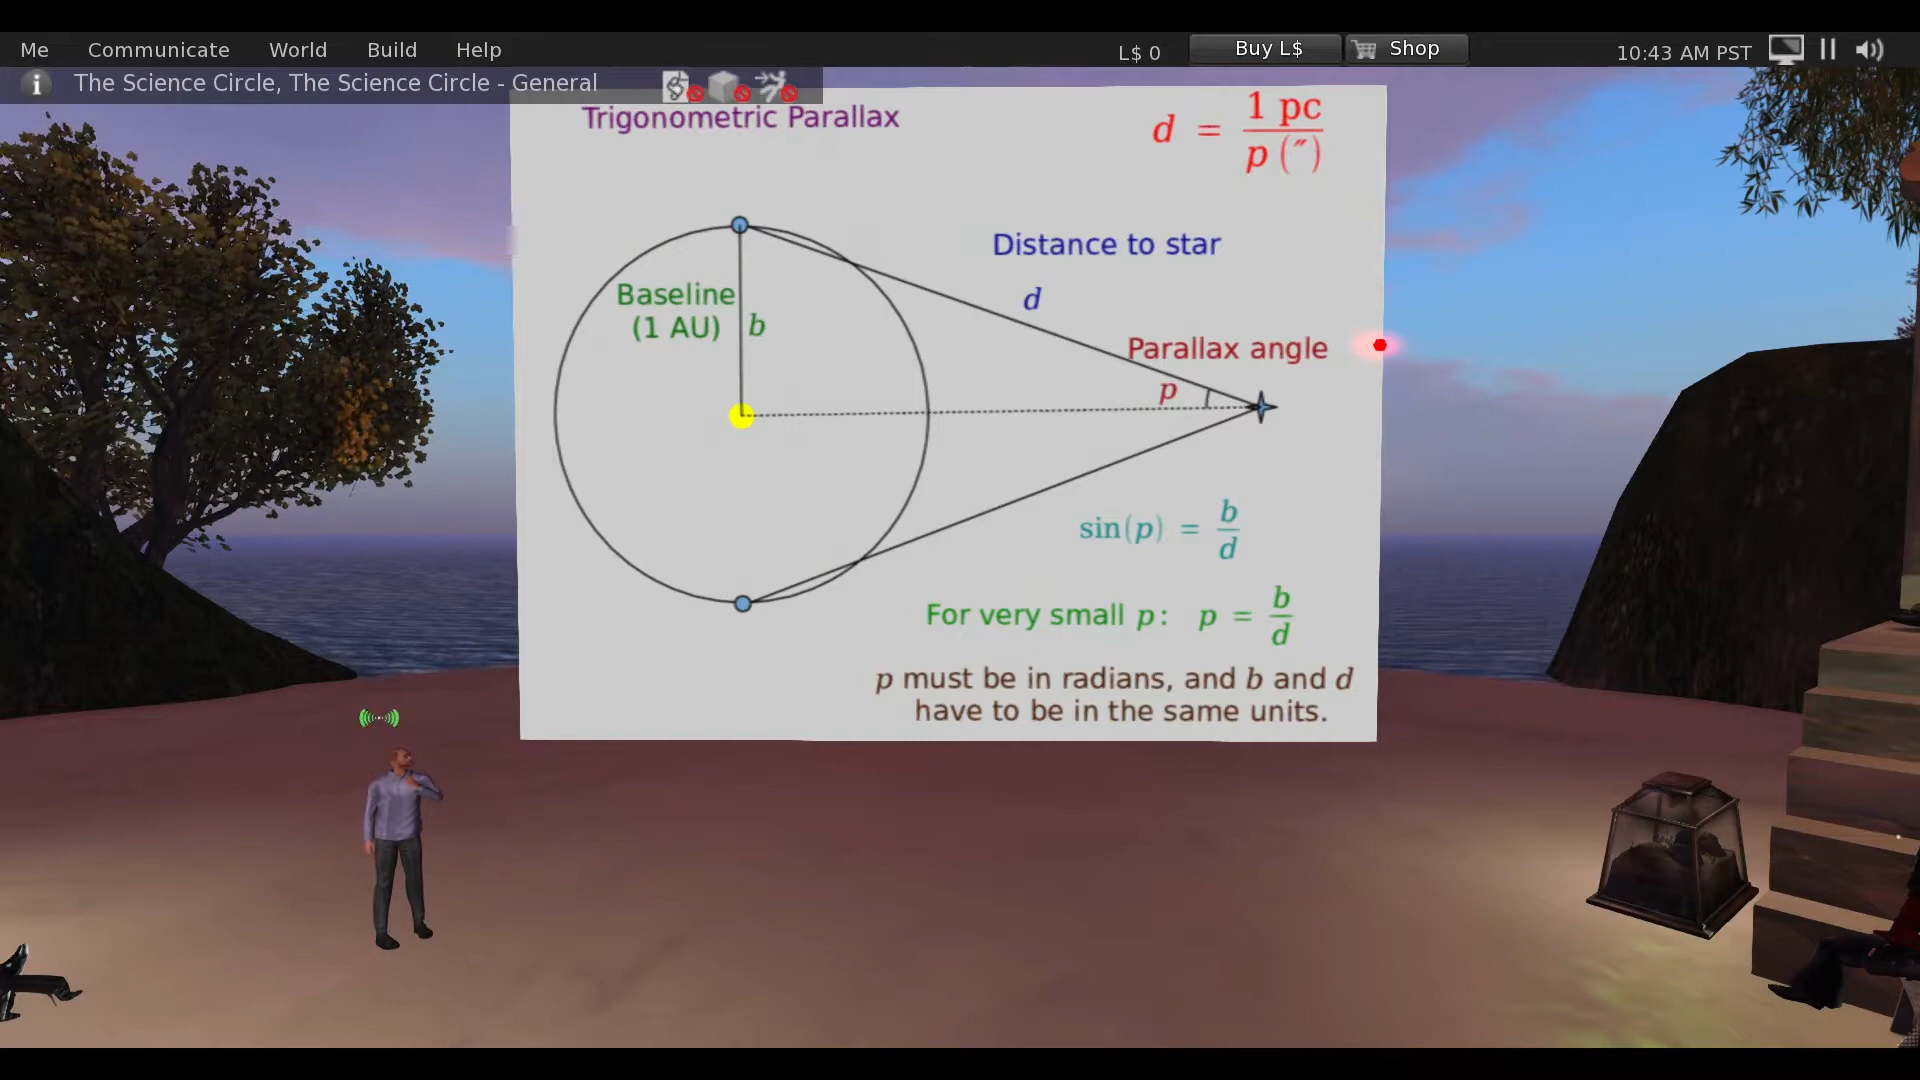 Me Communicate World Build Help L$ 0 Buy L$ Shop 10:43 AM PST
The Science Circle, The Science Circle - General
Trigonometric Parallax
d = 1 pc / p (″)
Distance to star
d
Baseline
(1 AU) b
Parallax angle
p
sin(p) = b / d
For very small p: p = b / d
p must be in radians, and b and d
have to be in the same units.